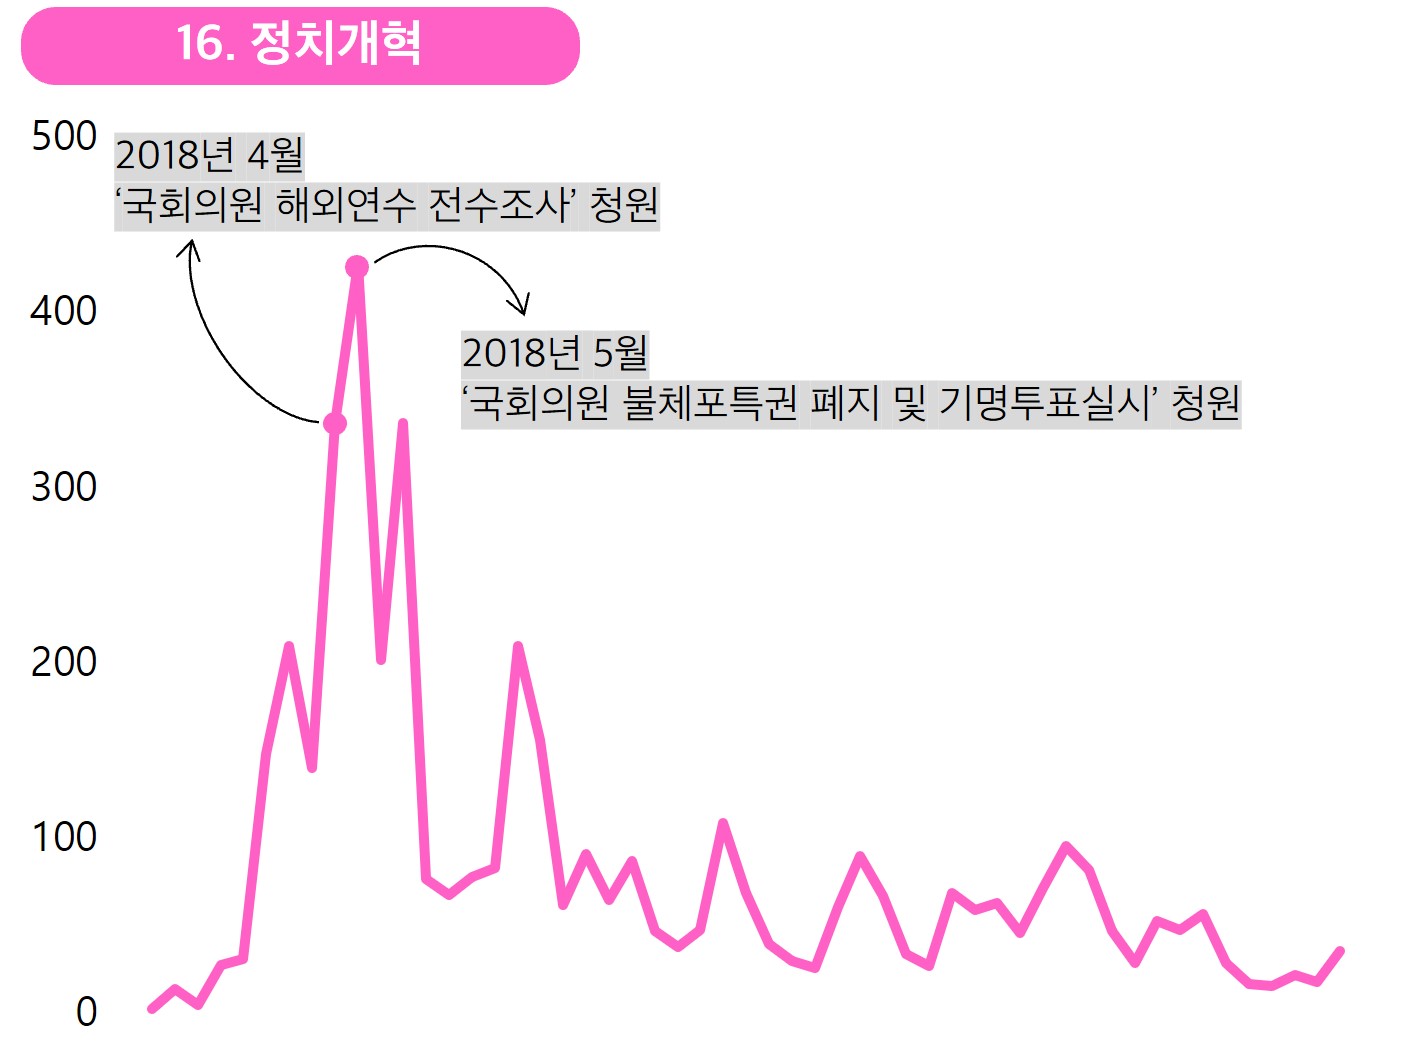 16. 정치개혁
500
2018년 4월
‘국회의원 해외연수 전수조사’ 청원
400
2018년 5월
‘국회의원 불체포특권 폐지 및 기명투표실시’ 청원
300
200
100
0